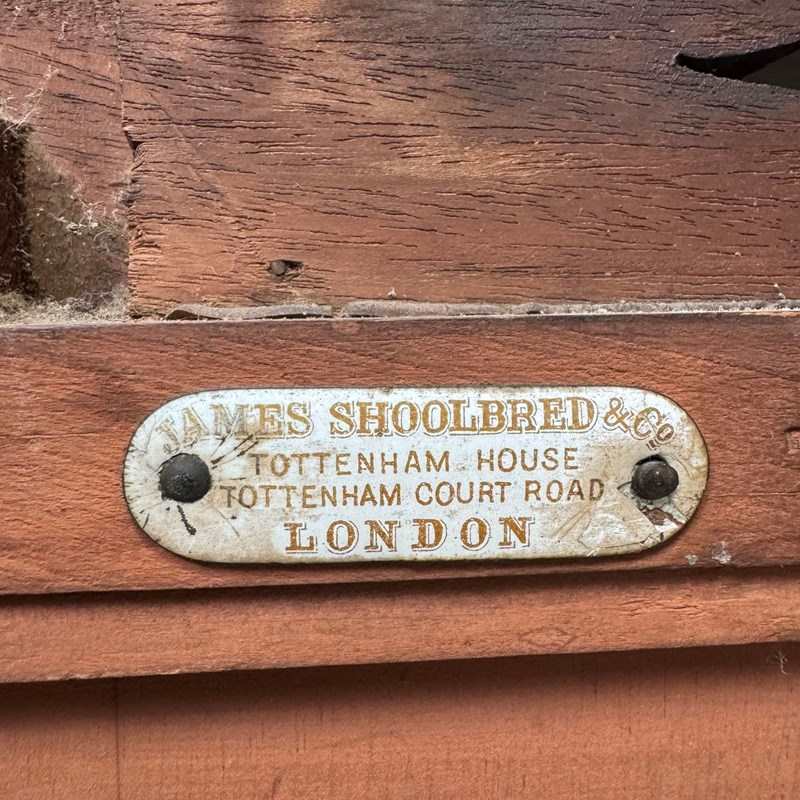 JAMES SHOOLBRED & Co
TOTTENHAM HOUSE
TOTTENHAM COURT ROAD
LONDON